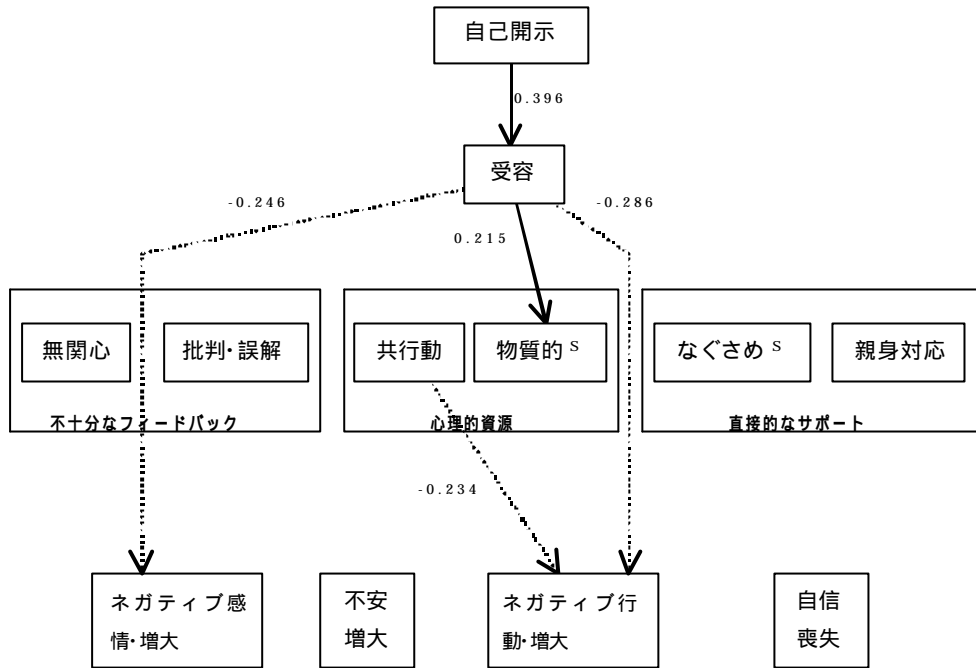 自己開示
0.396
受容
-0.246
-0.286
0.215
無関心
批判・誤解
共行動
物質的 S
なぐさめ S
親身対応
不十分なフィードバック
心理的資源
直接的なサポート
-0.234
ネガティブ感
情・増大
不安
増大
ネガティブ行
動・増大
自信
喪失